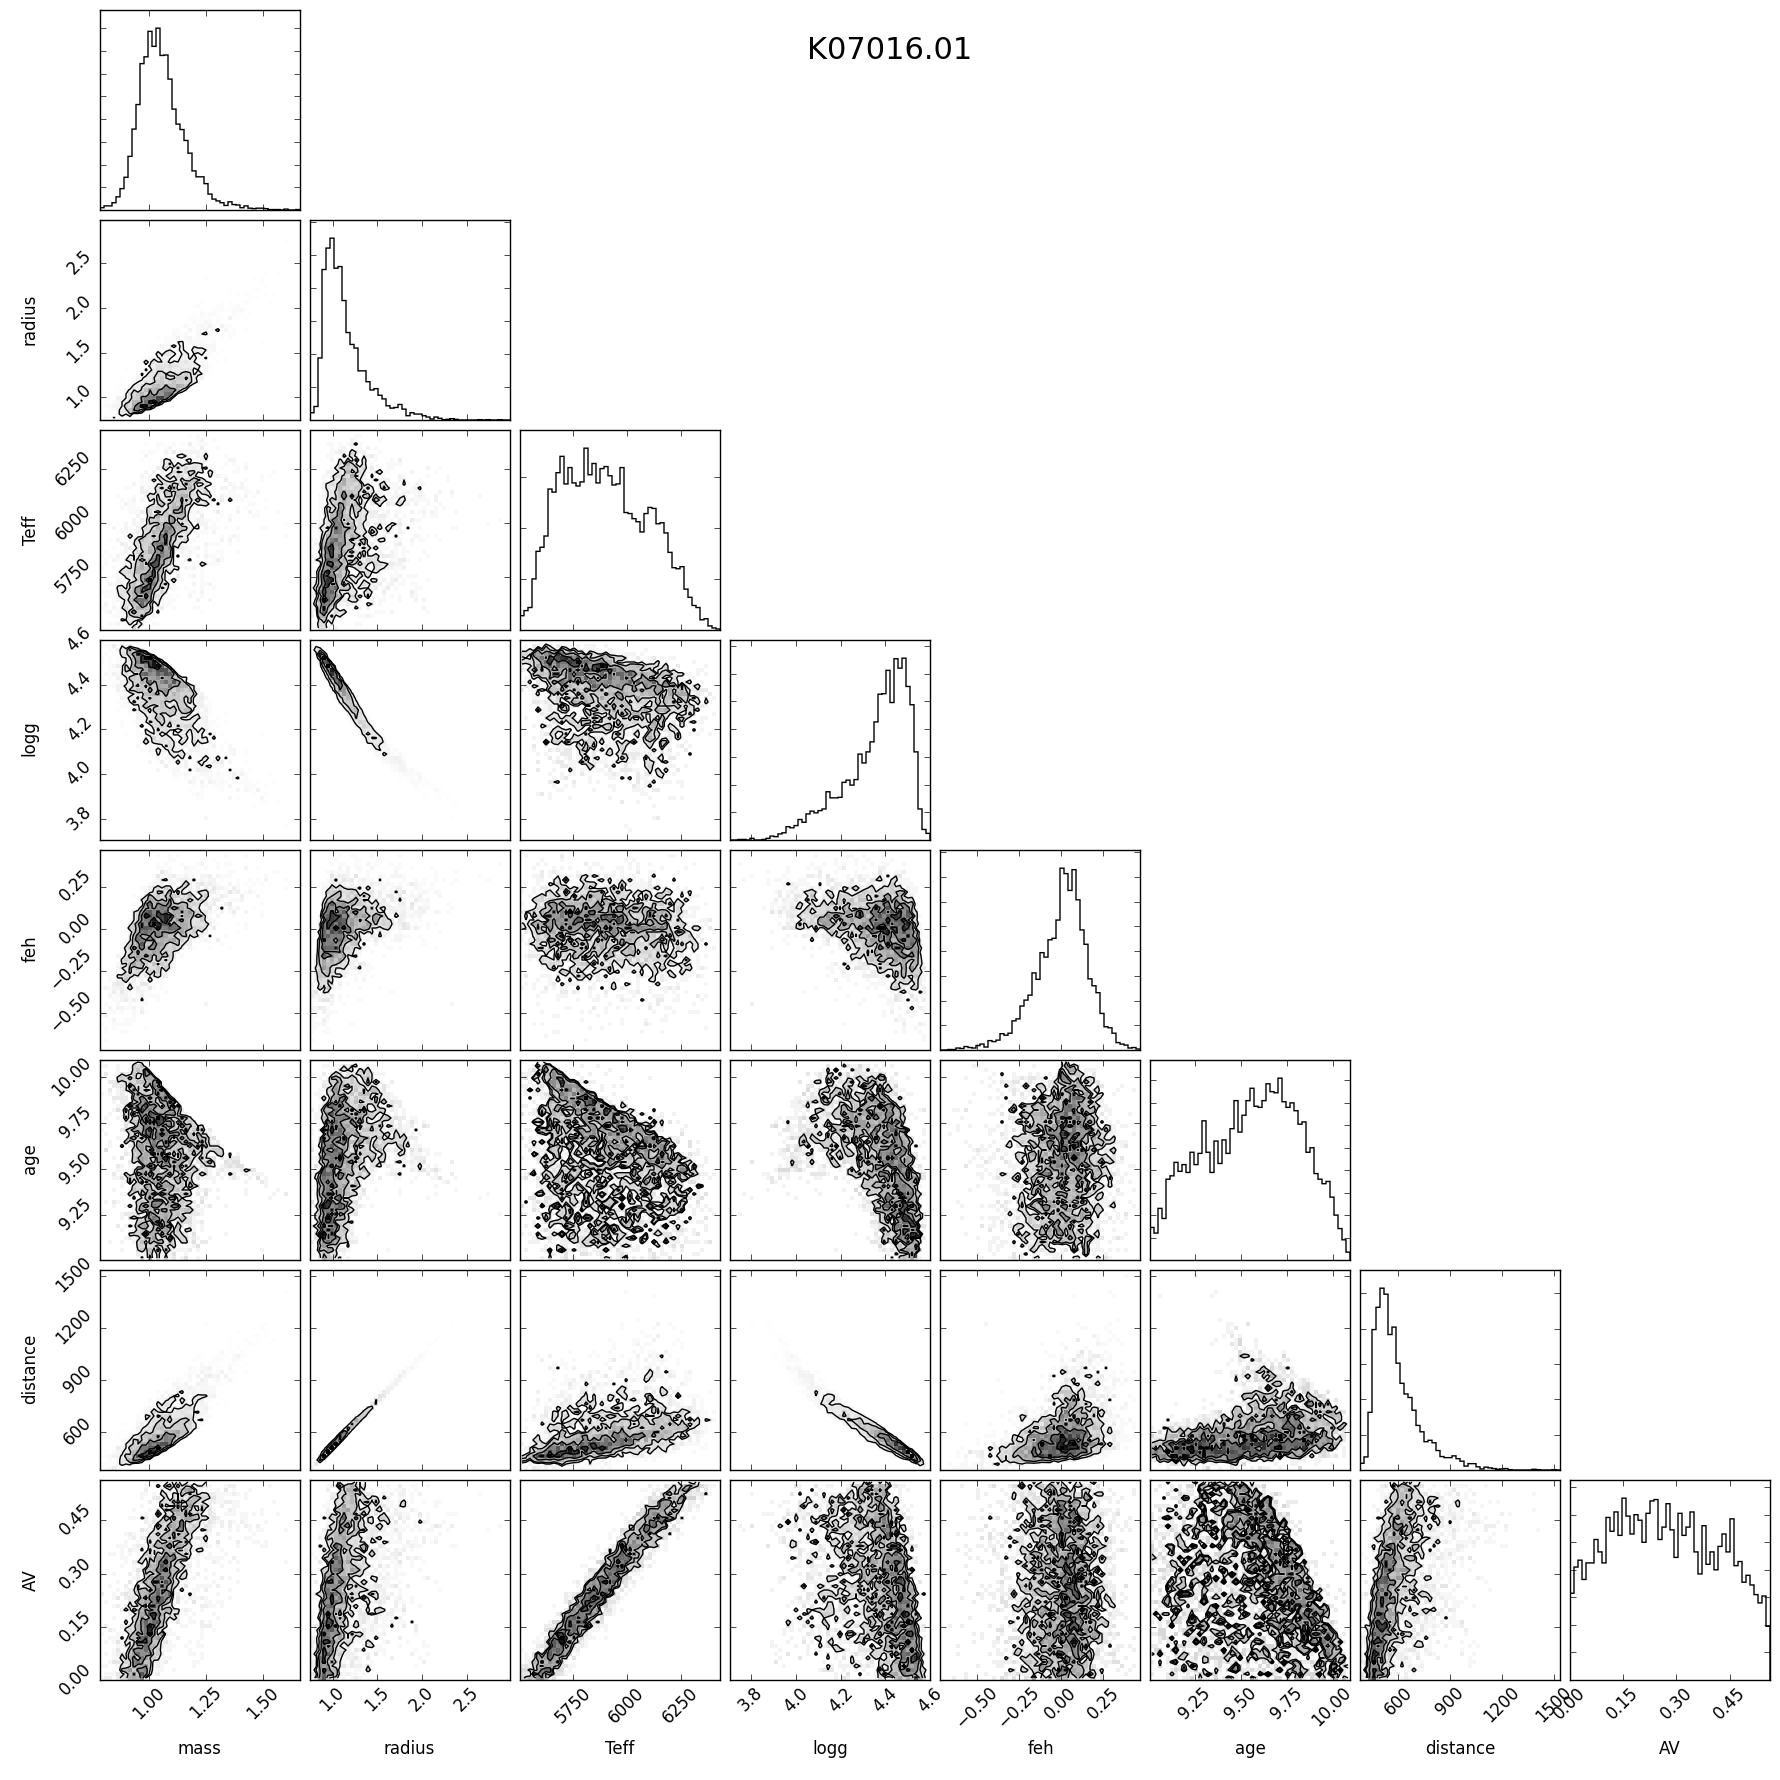 K07016.01
2.5
2.0
1.5
1.0
radius
6250
6000
5750
Teff
4.6
4.4
4.2
4.0
3.8
logg
0.25
0.00
−0.25
−0.50
feh
10.00
9.75
9.50
9.25
age
1500
1200
900
600
distance
0.45
0.30
0.15
0.00
AV
1.00 1.25 1.50 1.0 1.5 2.0 2.5 5750 6000 6250 3.8 4.0 4.2 4.4 4.6 −0.50 −0.25 0.00 0.25 9.25 9.50 9.75 10.00 600 900 1200 1500 0.00 0.15 0.30 0.45
mass radius Teff logg feh age distance AV